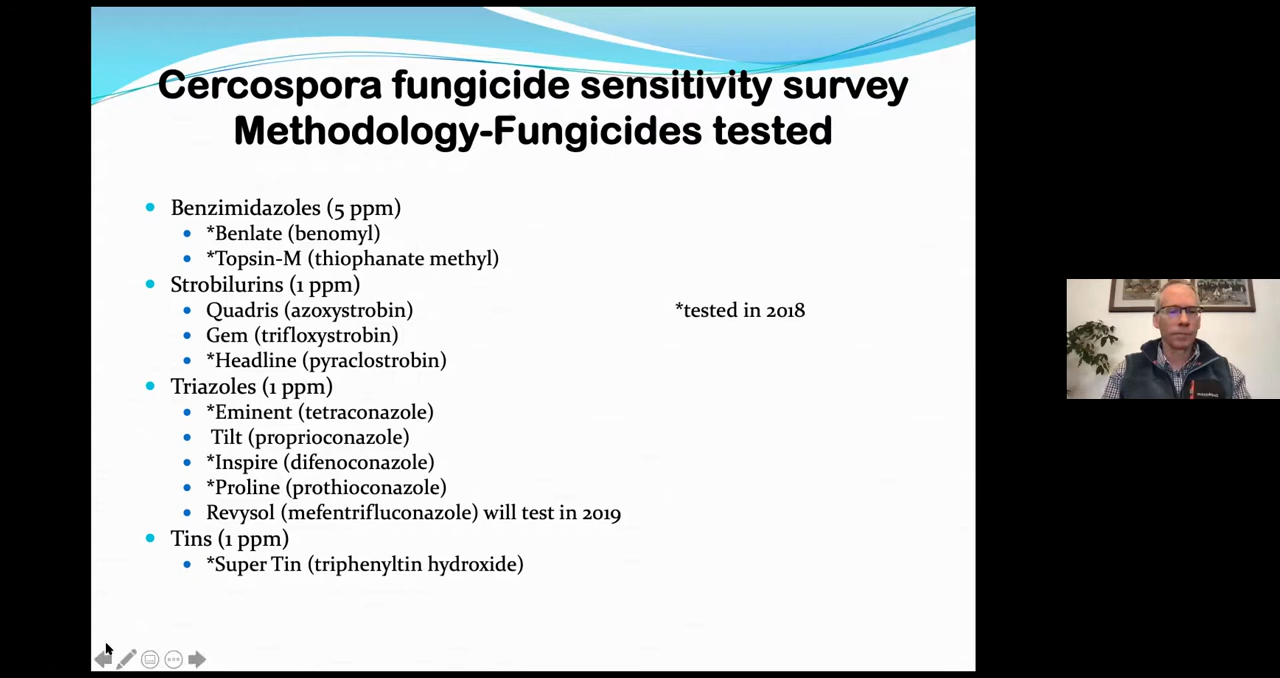 Cercospora fungicide sensitivity survey
Methodology-Fungicides tested
Benzimidazoles (5 ppm)
*Benlate (benomyl)
*Topsin-M (thiophanate methyl)
Strobilurins (1 ppm)
Quadris (azoxystrobin)
*tested in 2018
Gem (trifloxystrobin)
*Headline (pyraclostrobin)
Triazoles (1 ppm)
*Eminent (tetraconazole)
Tilt (proprioconazole)
*Inspire (difenoconazole)
*Proline (prothioconazole)
Revysol (mefentrifluconazole) will test in 2019
Tins (1 ppm)
*Super Tin (triphenyltin hydroxide)